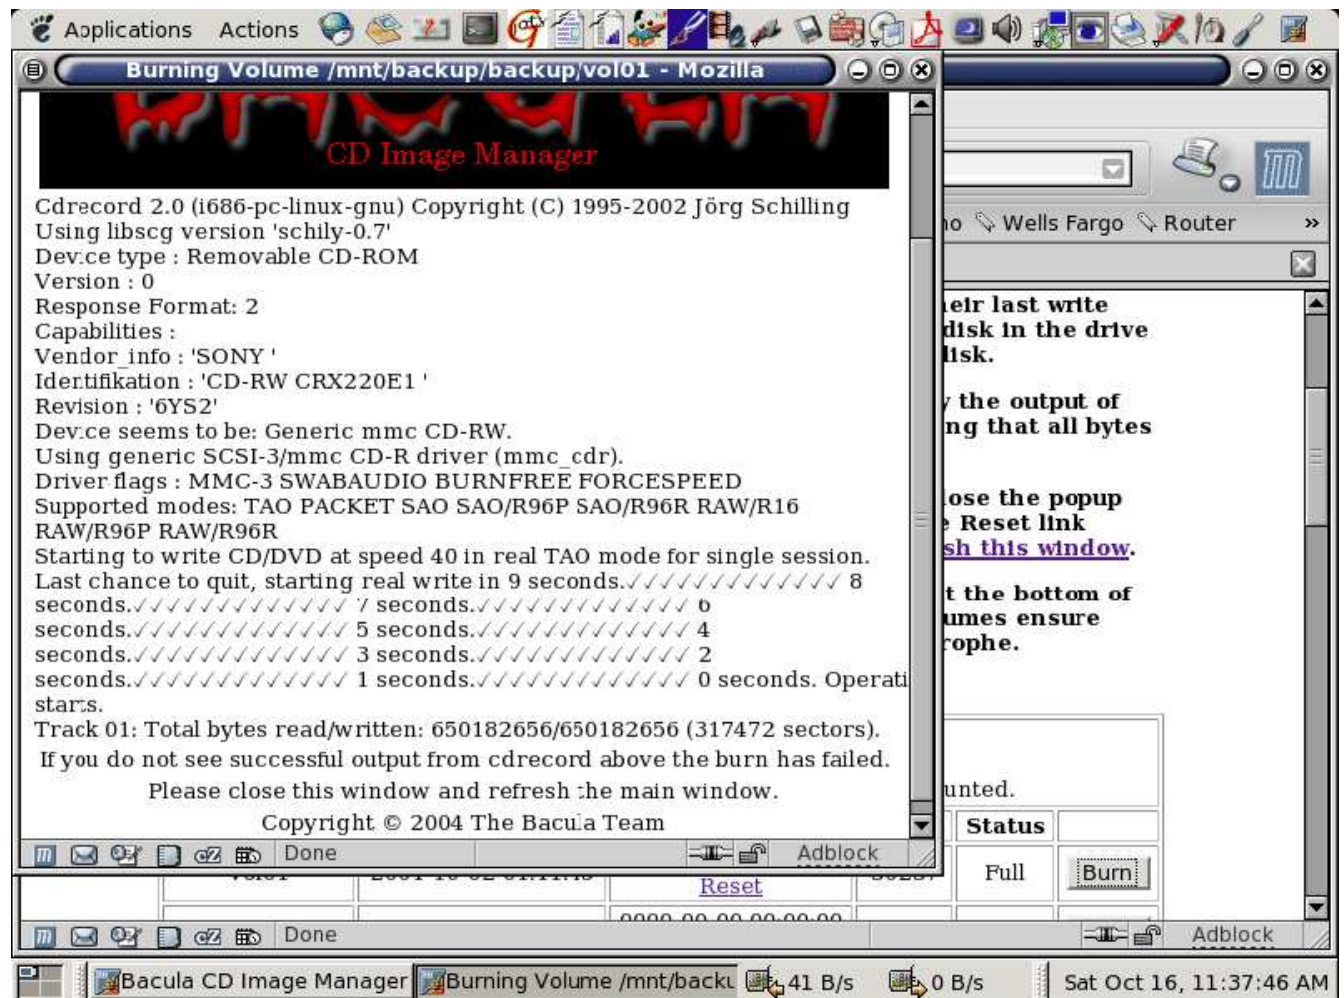 Applications Actions
Burning Volume /mnt/backup/backup/vol01 - Mozilla
BACULA
CD Image Manager
Cdrecord 2.0 (i686-pc-linux-gnu) Copyright (C) 1995-2002 Jörg Schilling
Using libscg version 'schily-0.7'
Device type : Removable CD-ROM
Version : 0
Response Format: 2
Capabilities :
Vendor_info : 'SONY '
Identifikation : 'CD-RW CRX220E1 '
Revision : '6YS2'
Device seems to be: Generic mmc CD-RW.
Using generic SCSI-3/mmc CD-R driver (mmc_cdr).
Driver flags : MMC-3 SWABAUDIO BURNFREE FORCESPEED
Supported modes: TAO PACKET SAO SAO/R96P SAO/R96R RAW/R16
RAW/R96P RAW/R96R
Starting to write CD/DVD at speed 40 in real TAO mode for single session.
Last chance to quit, starting real write in 9 seconds.✓✓✓✓✓✓✓✓✓✓✓✓✓ 8
seconds.✓✓✓✓✓✓✓✓✓✓✓✓✓ 7 seconds.✓✓✓✓✓✓✓✓✓✓✓✓✓ 6
seconds.✓✓✓✓✓✓✓✓✓✓✓✓✓ 5 seconds.✓✓✓✓✓✓✓✓✓✓✓✓✓ 4
seconds.✓✓✓✓✓✓✓✓✓✓✓✓✓ 3 seconds.✓✓✓✓✓✓✓✓✓✓✓✓✓ 2
seconds.✓✓✓✓✓✓✓✓✓✓✓✓✓ 1 seconds.✓✓✓✓✓✓✓✓✓✓✓✓✓ 0 seconds. Operati
starts.
Track 01: Total bytes read/written: 650182656/650182656 (317472 sectors).
If you do not see successful output from cdrecord above the burn has failed.
Please close this window and refresh the main window.
Copyright © 2004 The Bacula Team
Done Adblock
Wells Fargo Router »
eir last write
disk in the drive
disk.
y the output of
ng that all bytes
lose the popup
e Reset link
sh this window.
t the bottom of
umes ensure
rophe.
unted.
Status
Full Burn
Reset
Done Adblock
Bacula CD Image Manager Burning Volume /mnt/backu 41 B/s 0 B/s Sat Oct 16, 11:37:46 AM